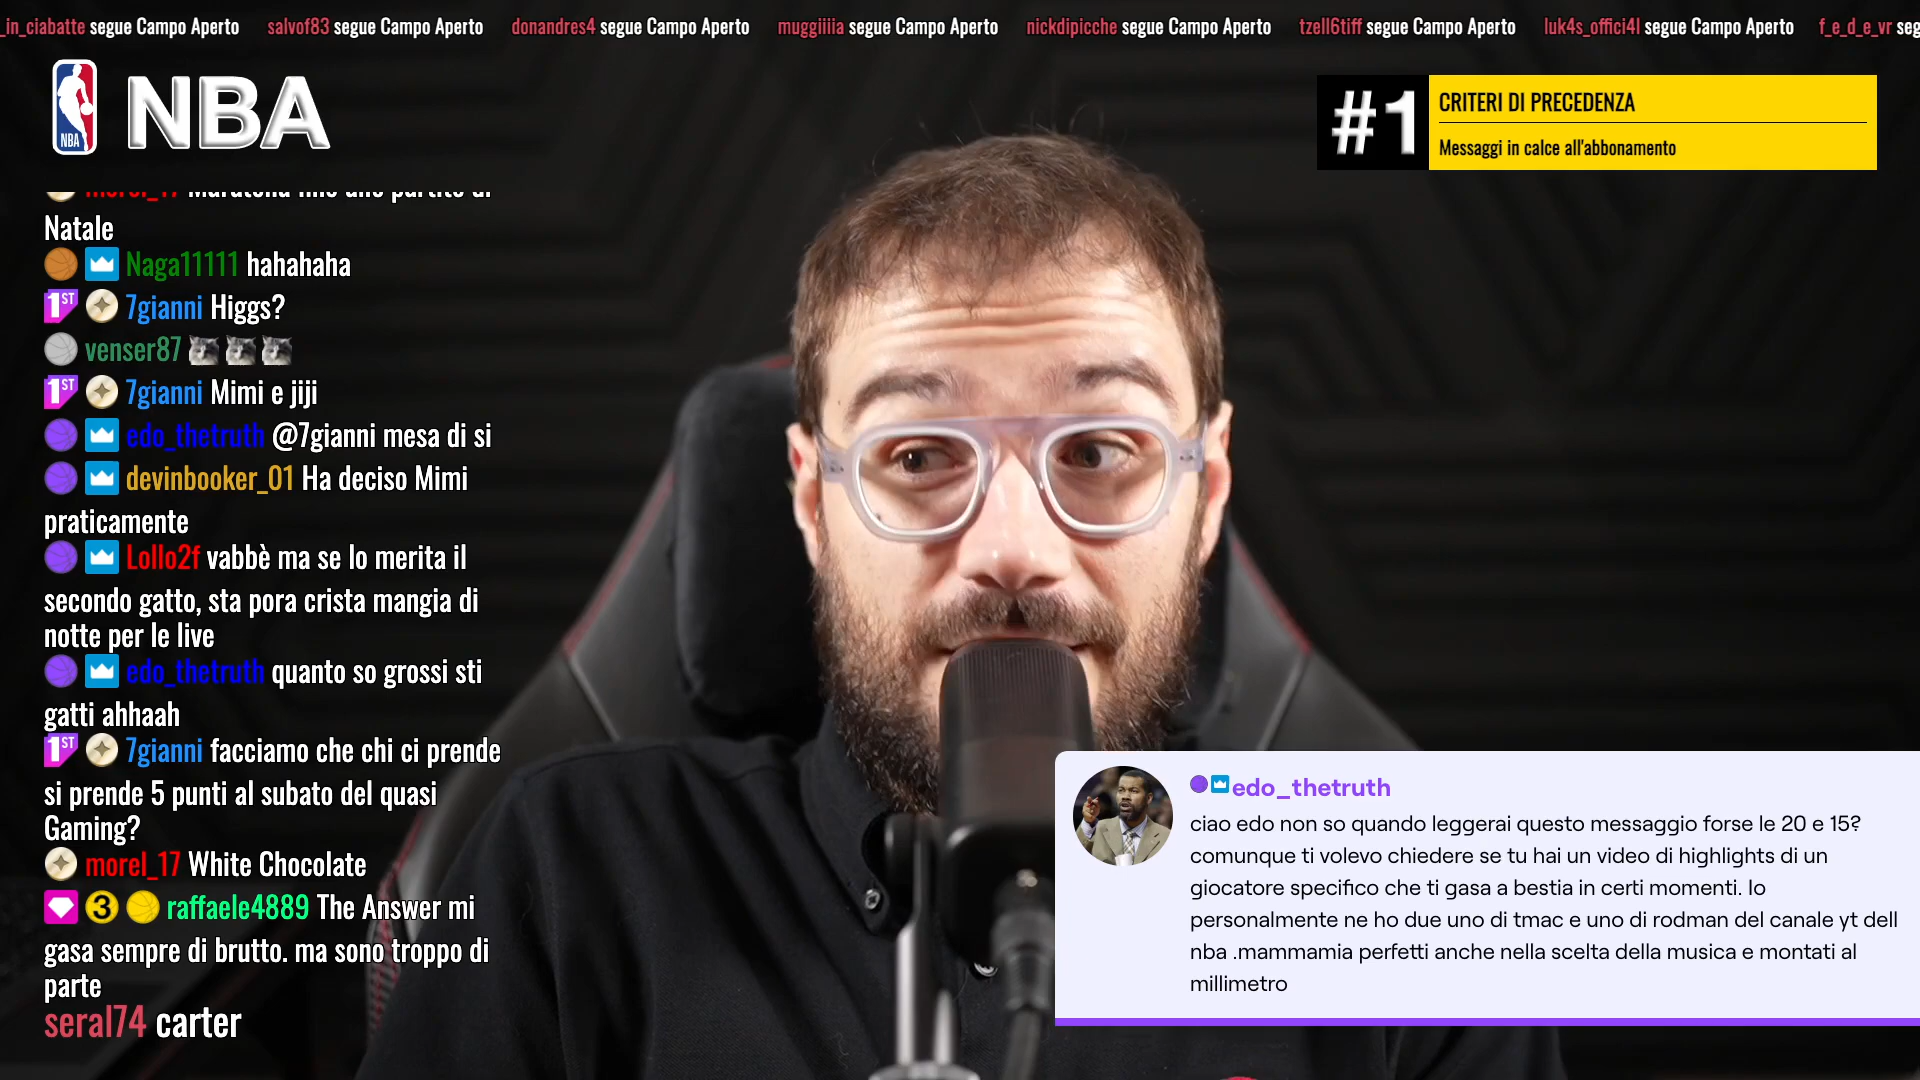 _in_ciabatte segue Campo Aperto salvof83 segue Campo Aperto donandres4 segue Campo Aperto muggiiiia segue Campo Aperto nickdipicche segue Campo Aperto tzell6tiff segue Campo Aperto luk4s_offici4l segue Campo Aperto f_e_d_e_vr seg
NBA
NBA
#1
CRITERI DI PRECEDENZA
Messaggi in calce all'abbonamento
morel_17 Maratona fino alle partite di
Natale
Naga11111 hahahaha
1ST 7gianni Higgs?
venser87
1ST 7gianni Mimi e jiji
edo_thetruth @7gianni mesa di si
devinbooker_01 Ha deciso Mimi
praticamente
Lollo2f vabbè ma se lo merita il
secondo gatto, sta pora crista mangia di
notte per le live
edo_thetruth quanto so grossi sti
gatti ahhaah
1ST 7gianni facciamo che chi ci prende
si prende 5 punti al subato del quasi
Gaming?
morel_17 White Chocolate
3 raffaele4889 The Answer mi
gasa sempre di brutto. ma sono troppo di
parte
seral74 carter
edo_thetruth
ciao edo non so quando leggerai questo messaggio forse le 20 e 15?
comunque ti volevo chiedere se tu hai un video di highlights di un
giocatore specifico che ti gasa a bestia in certi momenti. Io
personalmente ne ho due uno di tmac e uno di rodman del canale yt dell
nba .mammamia perfetti anche nella scelta della musica e montati al
millimetro